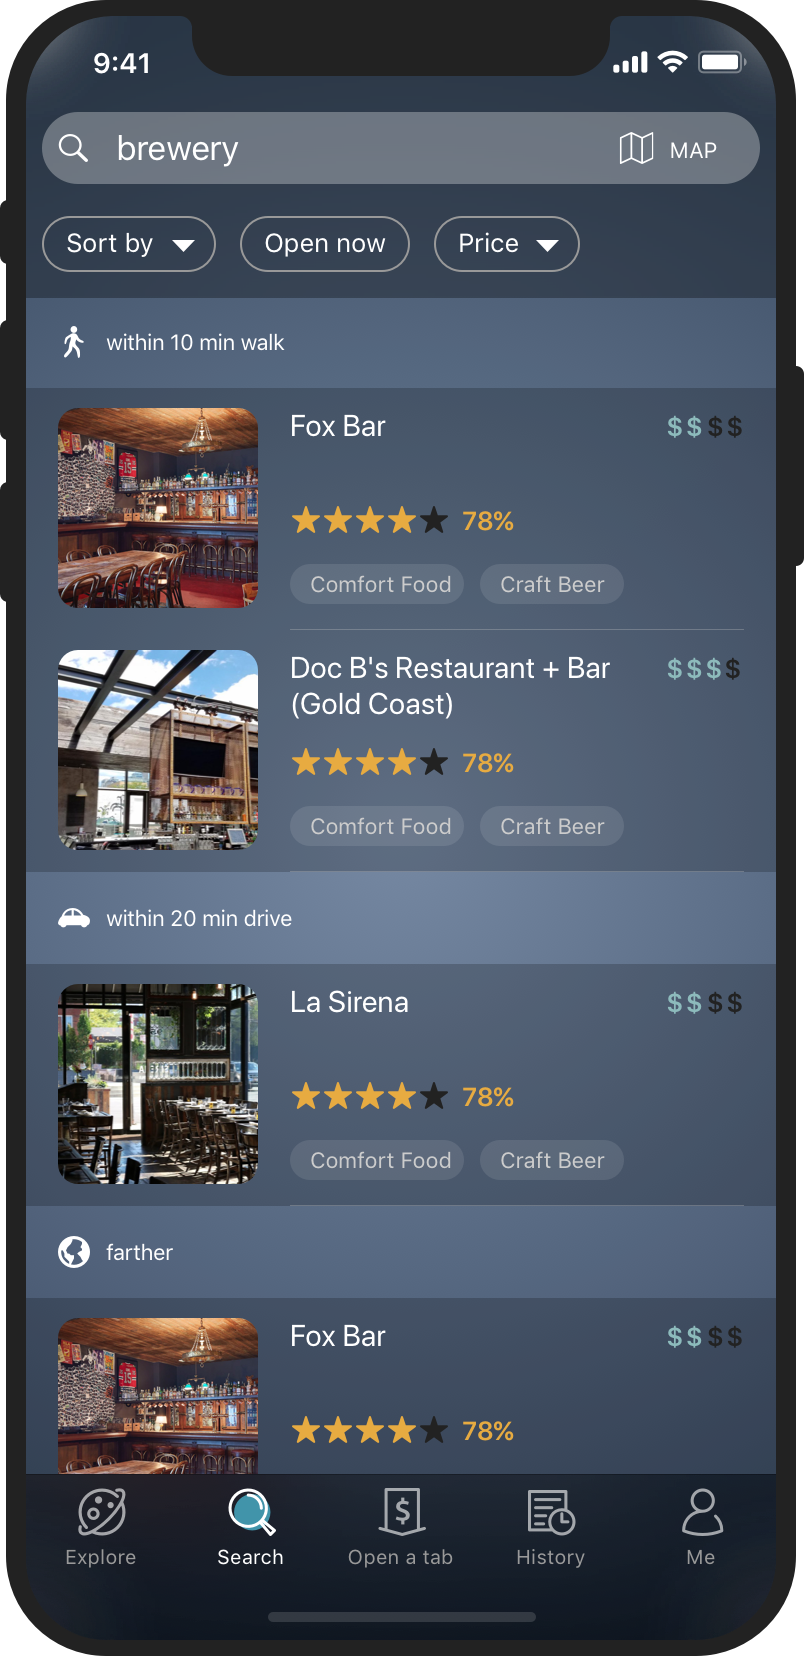 9:41
brewery
MAP
Sort by
Open now
Price
within 10 min walk
Fox Bar
$$$$
78%
Comfort Food
Craft Beer
Doc B's Restaurant + Bar
(Gold Coast)
$$$$
78%
Comfort Food
Craft Beer
within 20 min drive
La Sirena
$$$$
78%
Comfort Food
Craft Beer
farther
Fox Bar
$$$$
78%
$
Explore
Search
Open a tab
History
Me